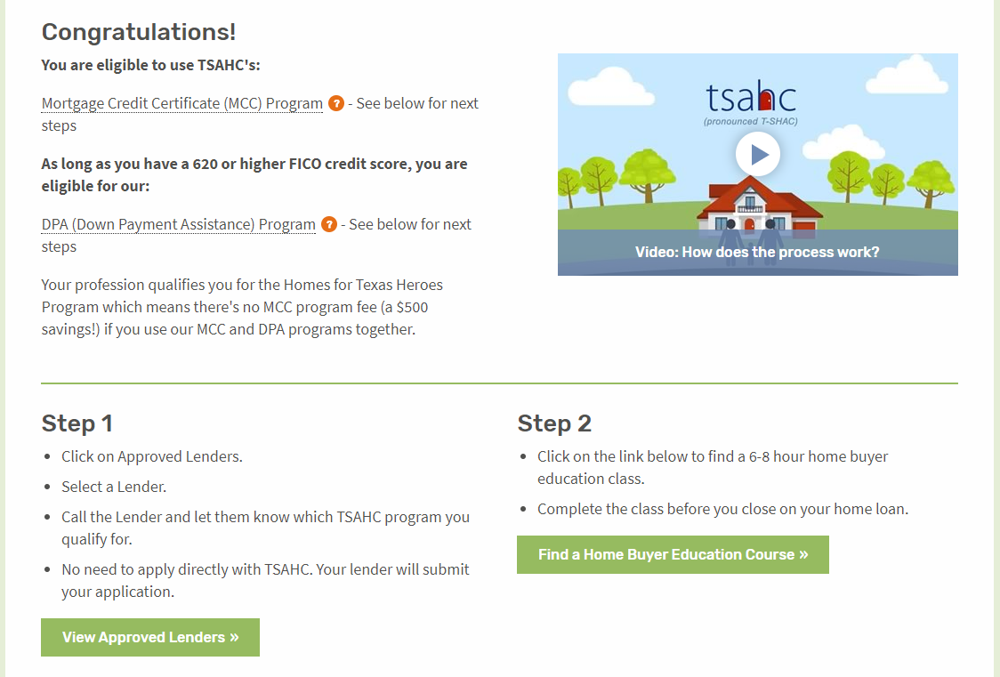 Congratulations!
You are eligible to use TSAHC's:
Mortgage Credit Certificate (MCC) Program ? - See below for next
steps
As long as you have a 620 or higher FICO credit score, you are
eligible for our:
DPA (Down Payment Assistance) Program ? - See below for next
steps
Your profession qualifies you for the Homes for Texas Heroes
Program which means there's no MCC program fee (a $500
savings!) if you use our MCC and DPA programs together.
tsahc
(pronounced T-SHAC)
Video: How does the process work?
Step 1
• Click on Approved Lenders.
• Select a Lender.
• Call the Lender and let them know which TSAHC program you
qualify for.
• No need to apply directly with TSAHC. Your lender will submit
your application.
View Approved Lenders »
Step 2
• Click on the link below to find a 6-8 hour home buyer
education class.
• Complete the class before you close on your home loan.
Find a Home Buyer Education Course »